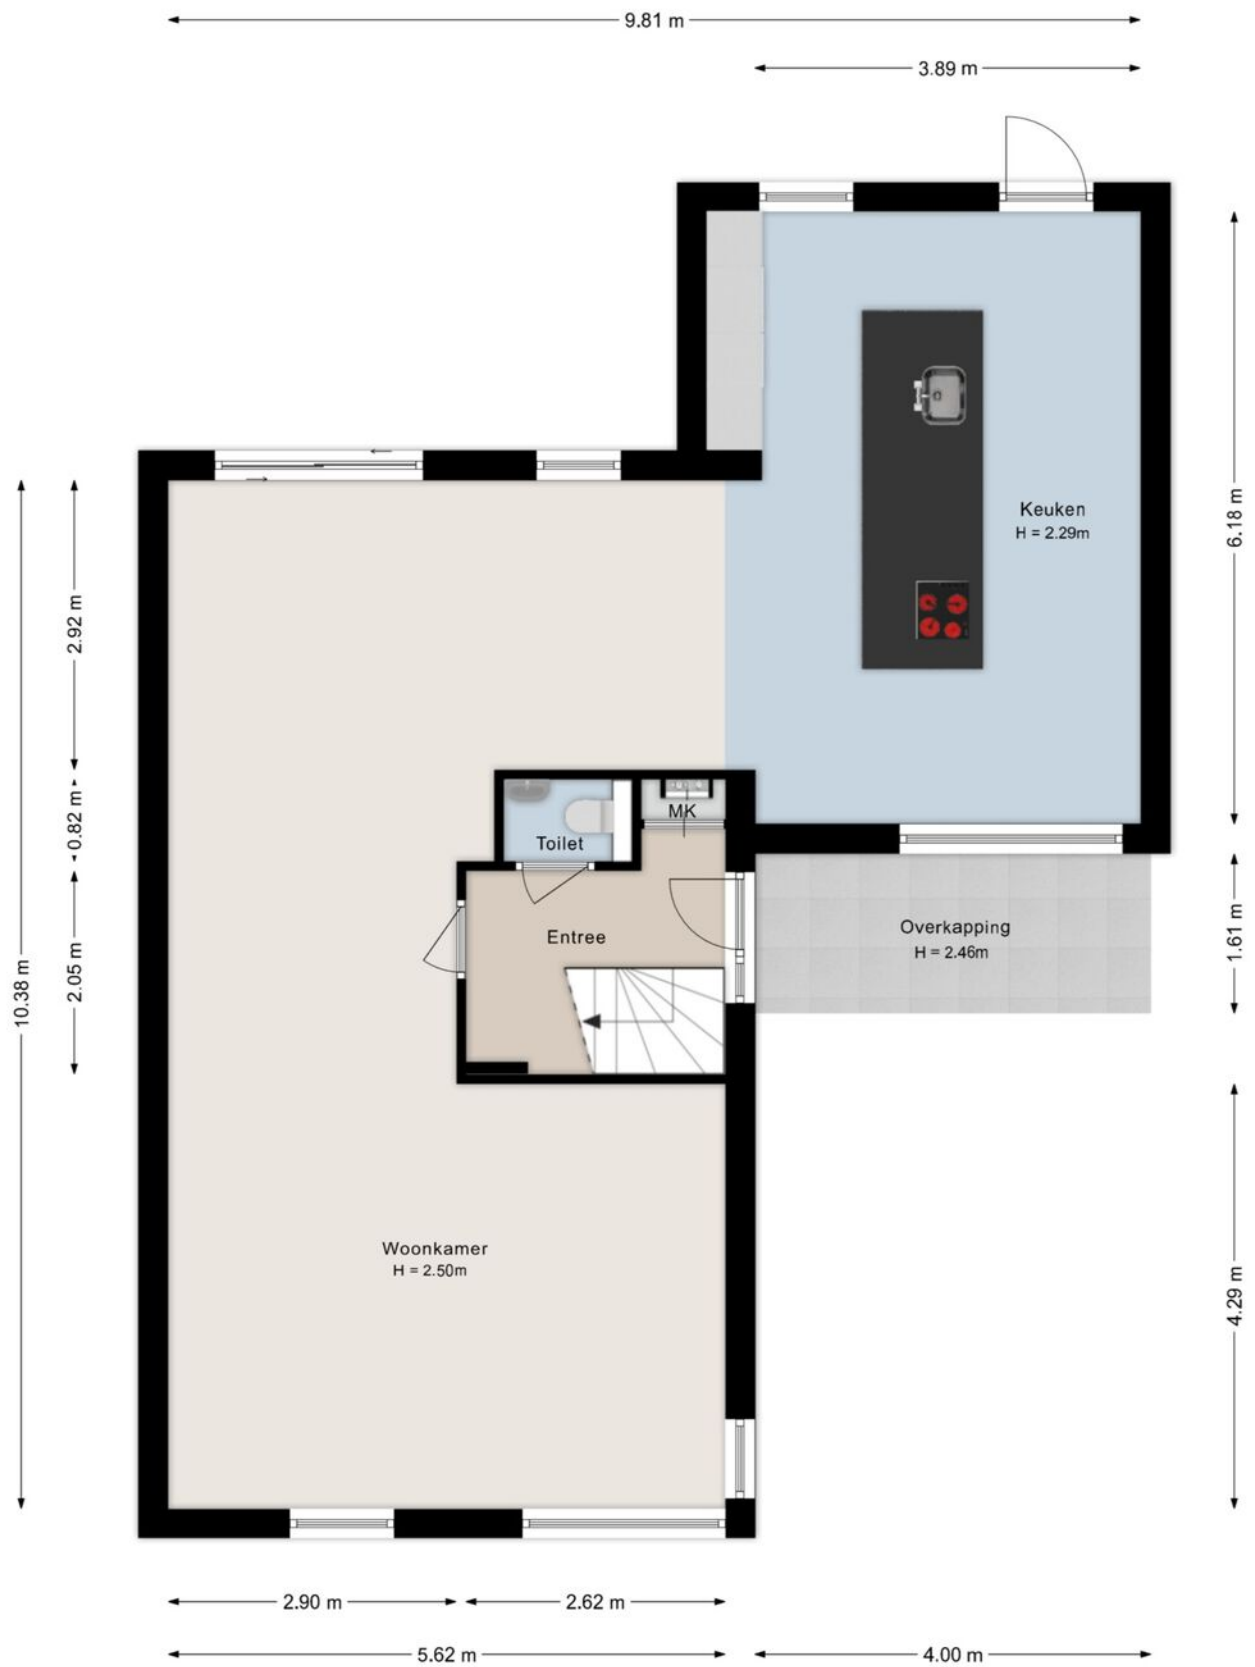 9.81 m
3.89 m
Keuken
H = 2.29m
6.18 m
2.92 m
0.82 m
MK
Toilet
Entree
Overkapping
H = 2.46m
1.61 m
2.05 m
10.38 m
Woonkamer
H = 2.50m
4.29 m
2.90 m
2.62 m
5.62 m
4.00 m